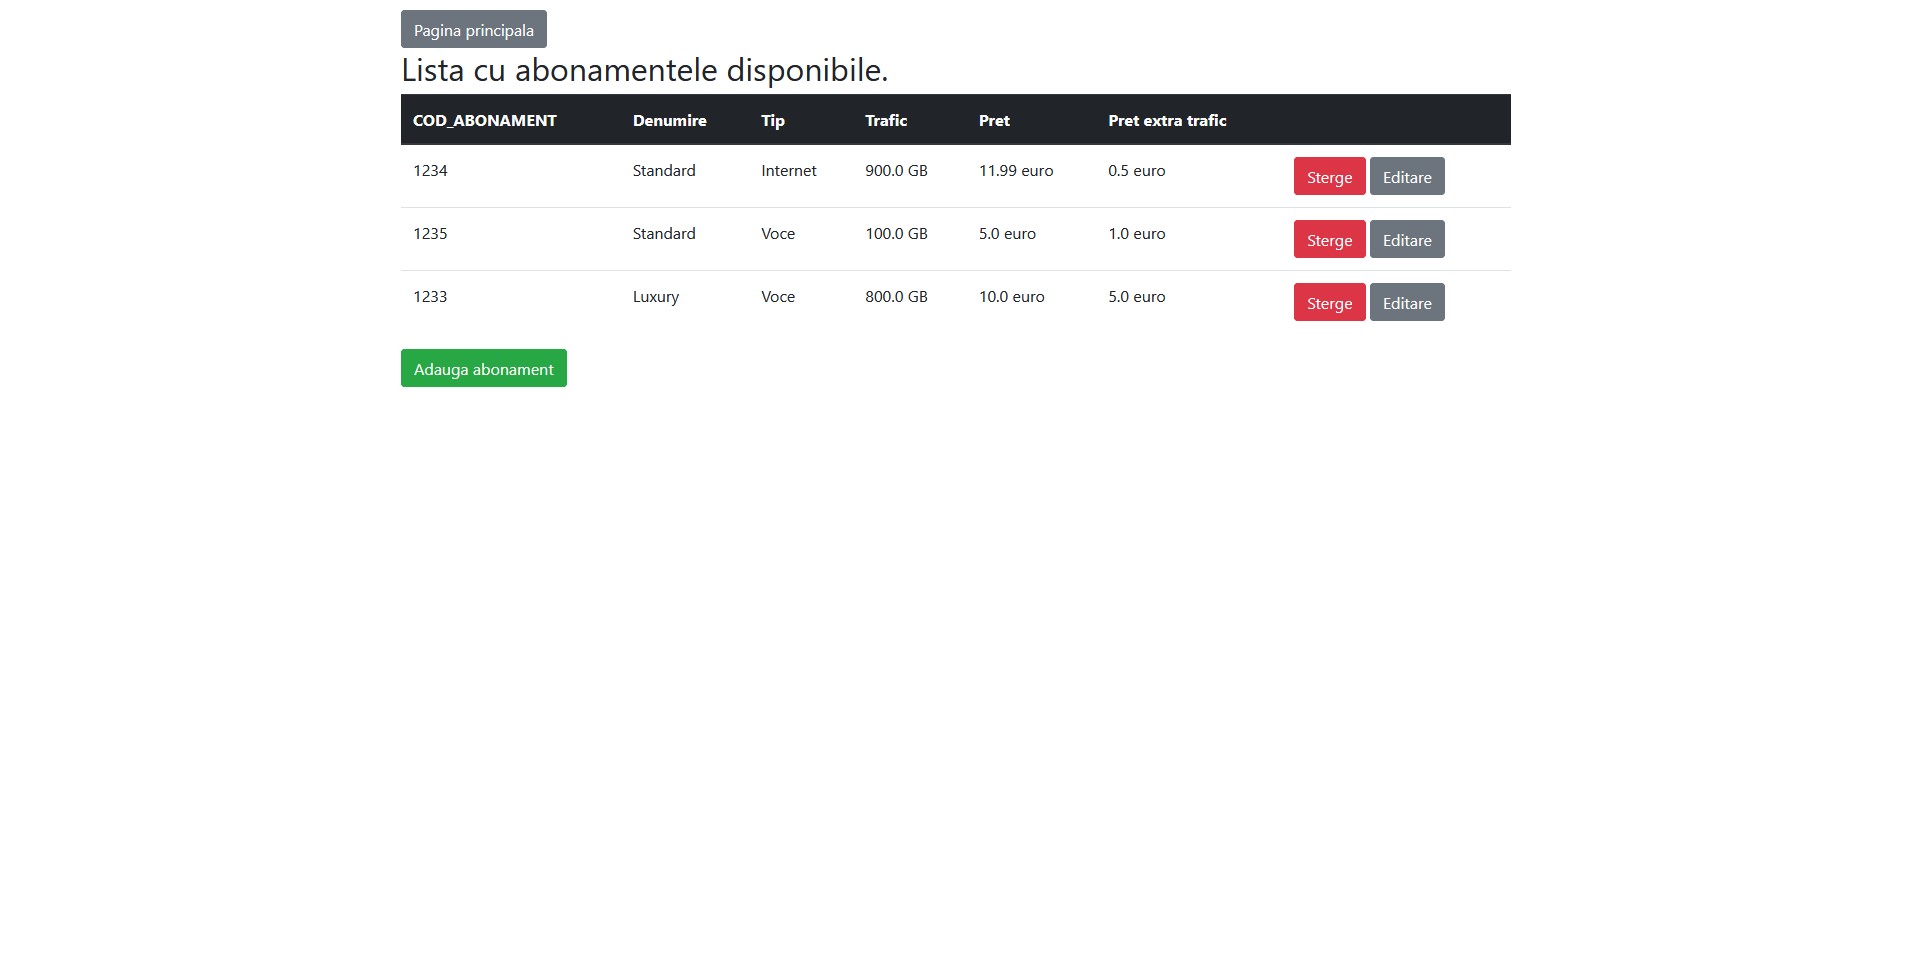 Pagina principala
Lista cu abonamentele disponibile.
COD_ABONAMENT Denumire Tip Trafic Pret Pret extra trafic
1234 Standard Internet 900.0 GB 11.99 euro 0.5 euro Sterge Editare
1235 Standard Voce 100.0 GB 5.0 euro 1.0 euro Sterge Editare
1233 Luxury Voce 800.0 GB 10.0 euro 5.0 euro Sterge Editare
Adauga abonament